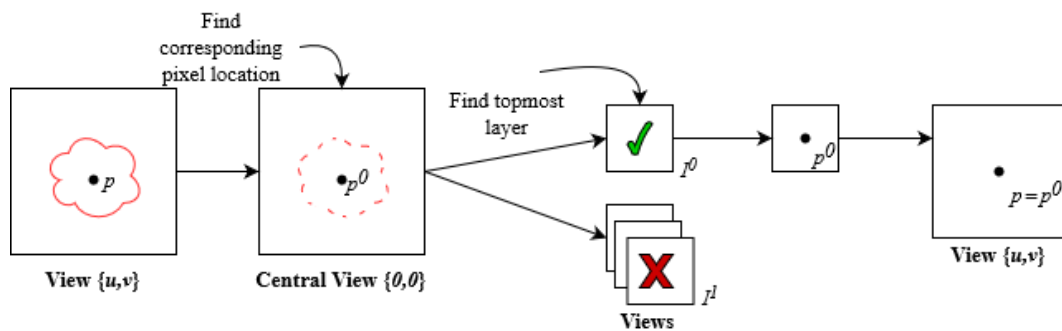 Find
corresponding
pixel location
Find topmost
layer
p
p⁰
I⁰
p⁰
p = p⁰
I¹
View {u,v}
Central View {0,0}
Views
View {u,v}